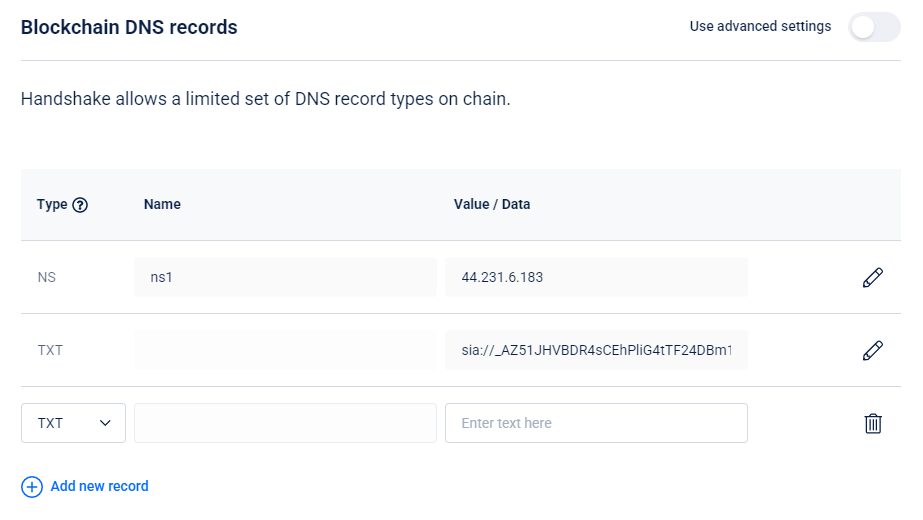 Blockchain DNS records
Use advanced settings
Handshake allows a limited set of DNS record types on chain.
Type ? Name Value / Data
NS ns1 44.231.6.183
TXT sia://_AZ51JHVBDR4sCEhPliG4tTF24DBm1
TXT Enter text here
Add new record